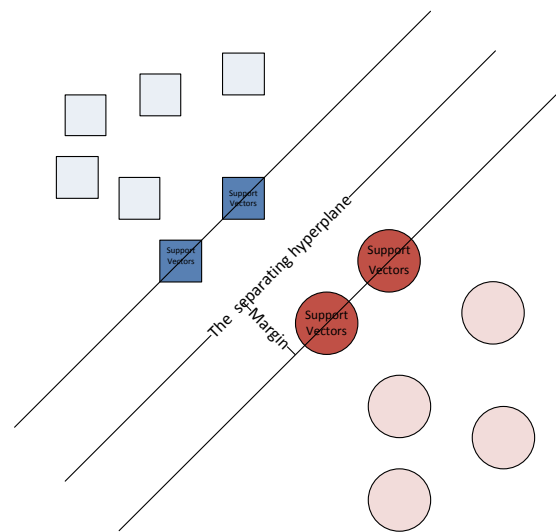 Support
Vectors
Support
Vectors
The separating hyperplane
Support
Vectors
Support
Vectors
Margin